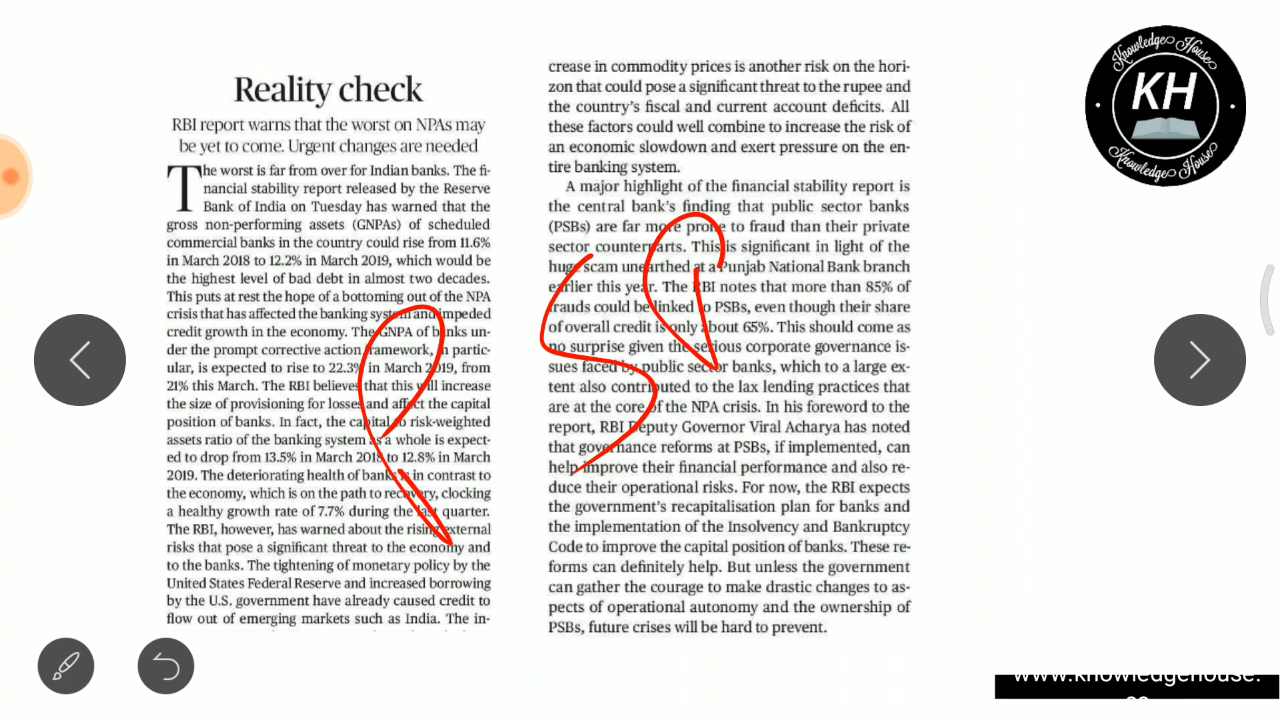 Reality check
RBI report warns that the worst on NPAs may
be yet to come. Urgent changes are needed
The worst is far from over for Indian banks. The fi-
nancial stability report released by the Reserve
Bank of India on Tuesday has warned that the
gross non-performing assets (GNPAs) of scheduled
commercial banks in the country could rise from 11.6%
in March 2018 to 12.2% in March 2019, which would be
the highest level of bad debt in almost two decades.
This puts at rest the hope of a bottoming out of the NPA
crisis that has affected the banking system and impeded
credit growth in the economy. The GNPA of banks un-
der the prompt corrective action framework, in partic-
ular, is expected to rise to 22.3% in March 2019, from
21% this March. The RBI believes that this will increase
the size of provisioning for losses and affect the capital
position of banks. In fact, the capital to risk-weighted
assets ratio of the banking system as a whole is expect-
ed to drop from 13.5% in March 2018 to 12.8% in March
2019. The deteriorating health of banks is in contrast to
the economy, which is on the path to recovery, clocking
a healthy growth rate of 7.7% during the last quarter.
The RBI, however, has warned about the rising external
risks that pose a significant threat to the economy and
to the banks. The tightening of monetary policy by the
United States Federal Reserve and increased borrowing
by the U.S. government have already caused credit to
flow out of emerging markets such as India. The in-
crease in commodity prices is another risk on the hori-
zon that could pose a significant threat to the rupee and
the country's fiscal and current account deficits. All
these factors could well combine to increase the risk of
an economic slowdown and exert pressure on the en-
tire banking system.
A major highlight of the financial stability report is
the central bank's finding that public sector banks
(PSBs) are far more prone to fraud than their private
sector counterparts. This is significant in light of the
huge scam unearthed at a Punjab National Bank branch
earlier this year. The RBI notes that more than 85% of
frauds could be linked to PSBs, even though their share
of overall credit is only about 65%. This should come as
no surprise given the serious corporate governance is-
sues faced by public sector banks, which to a large ex-
tent also contributed to the lax lending practices that
are at the core of the NPA crisis. In his foreword to the
report, RBI Deputy Governor Viral Acharya has noted
that governance reforms at PSBs, if implemented, can
help improve their financial performance and also re-
duce their operational risks. For now, the RBI expects
the government's recapitalisation plan for banks and
the implementation of the Insolvency and Bankruptcy
Code to improve the capital position of banks. These re-
forms can definitely help. But unless the government
can gather the courage to make drastic changes to as-
pects of operational autonomy and the ownership of
PSBs, future crises will be hard to prevent.
Knowledge House
KH
Knowledge House
www.knowledgehouse.